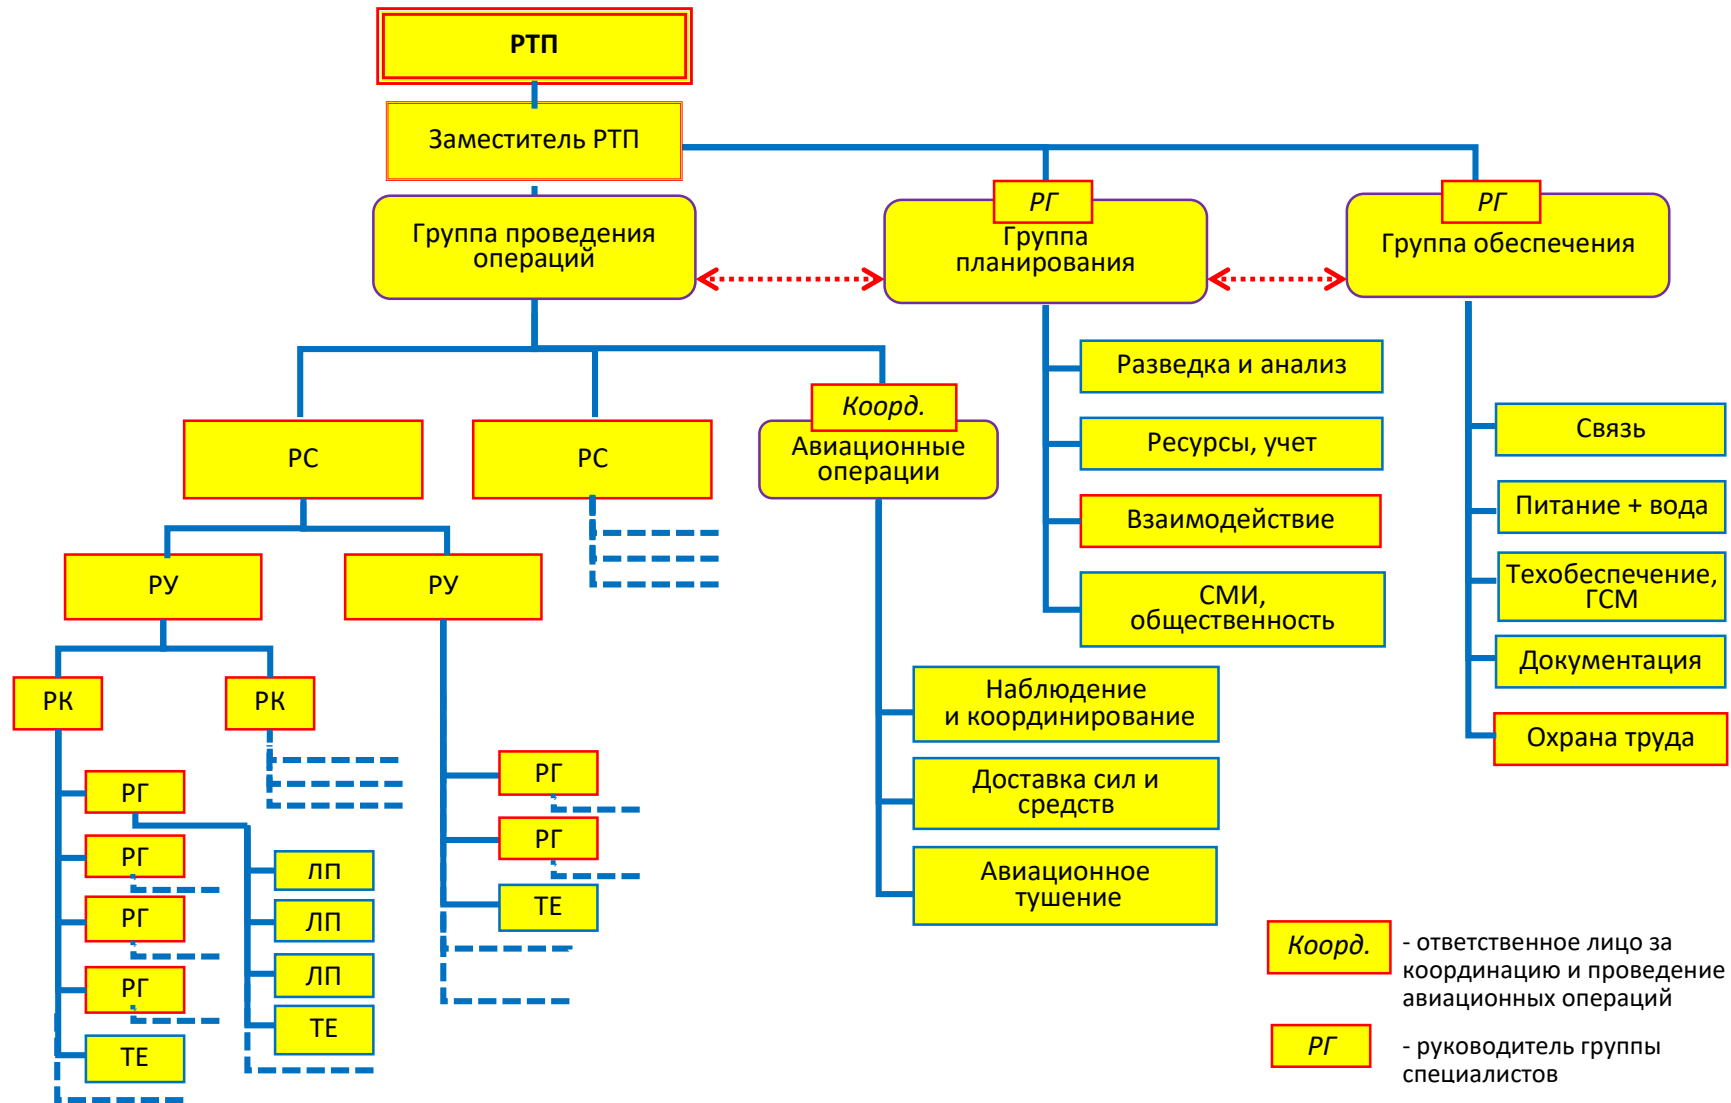 РТП
Заместитель РТП
Группа проведения
операций
РГ
Группа
планирования
РГ
Группа обеспечения
Коорд.
Авиационные
операции
РС
РС
РУ
РУ
РК
РК
РГ
РГ
РГ
РГ
ТЕ
ЛП
ЛП
ЛП
ТЕ
РГ
РГ
ТЕ
Наблюдение
и координирование
Доставка сил и
средств
Авиационное
тушение
Разведка и анализ
Ресурсы, учет
Взаимодействие
СМИ,
общественность
Связь
Питание + вода
Техобеспечение,
ГСМ
Документация
Охрана труда
Коорд.
- ответственное лицо за
координацию и проведение
авиационных операций
РГ
- руководитель группы
специалистов